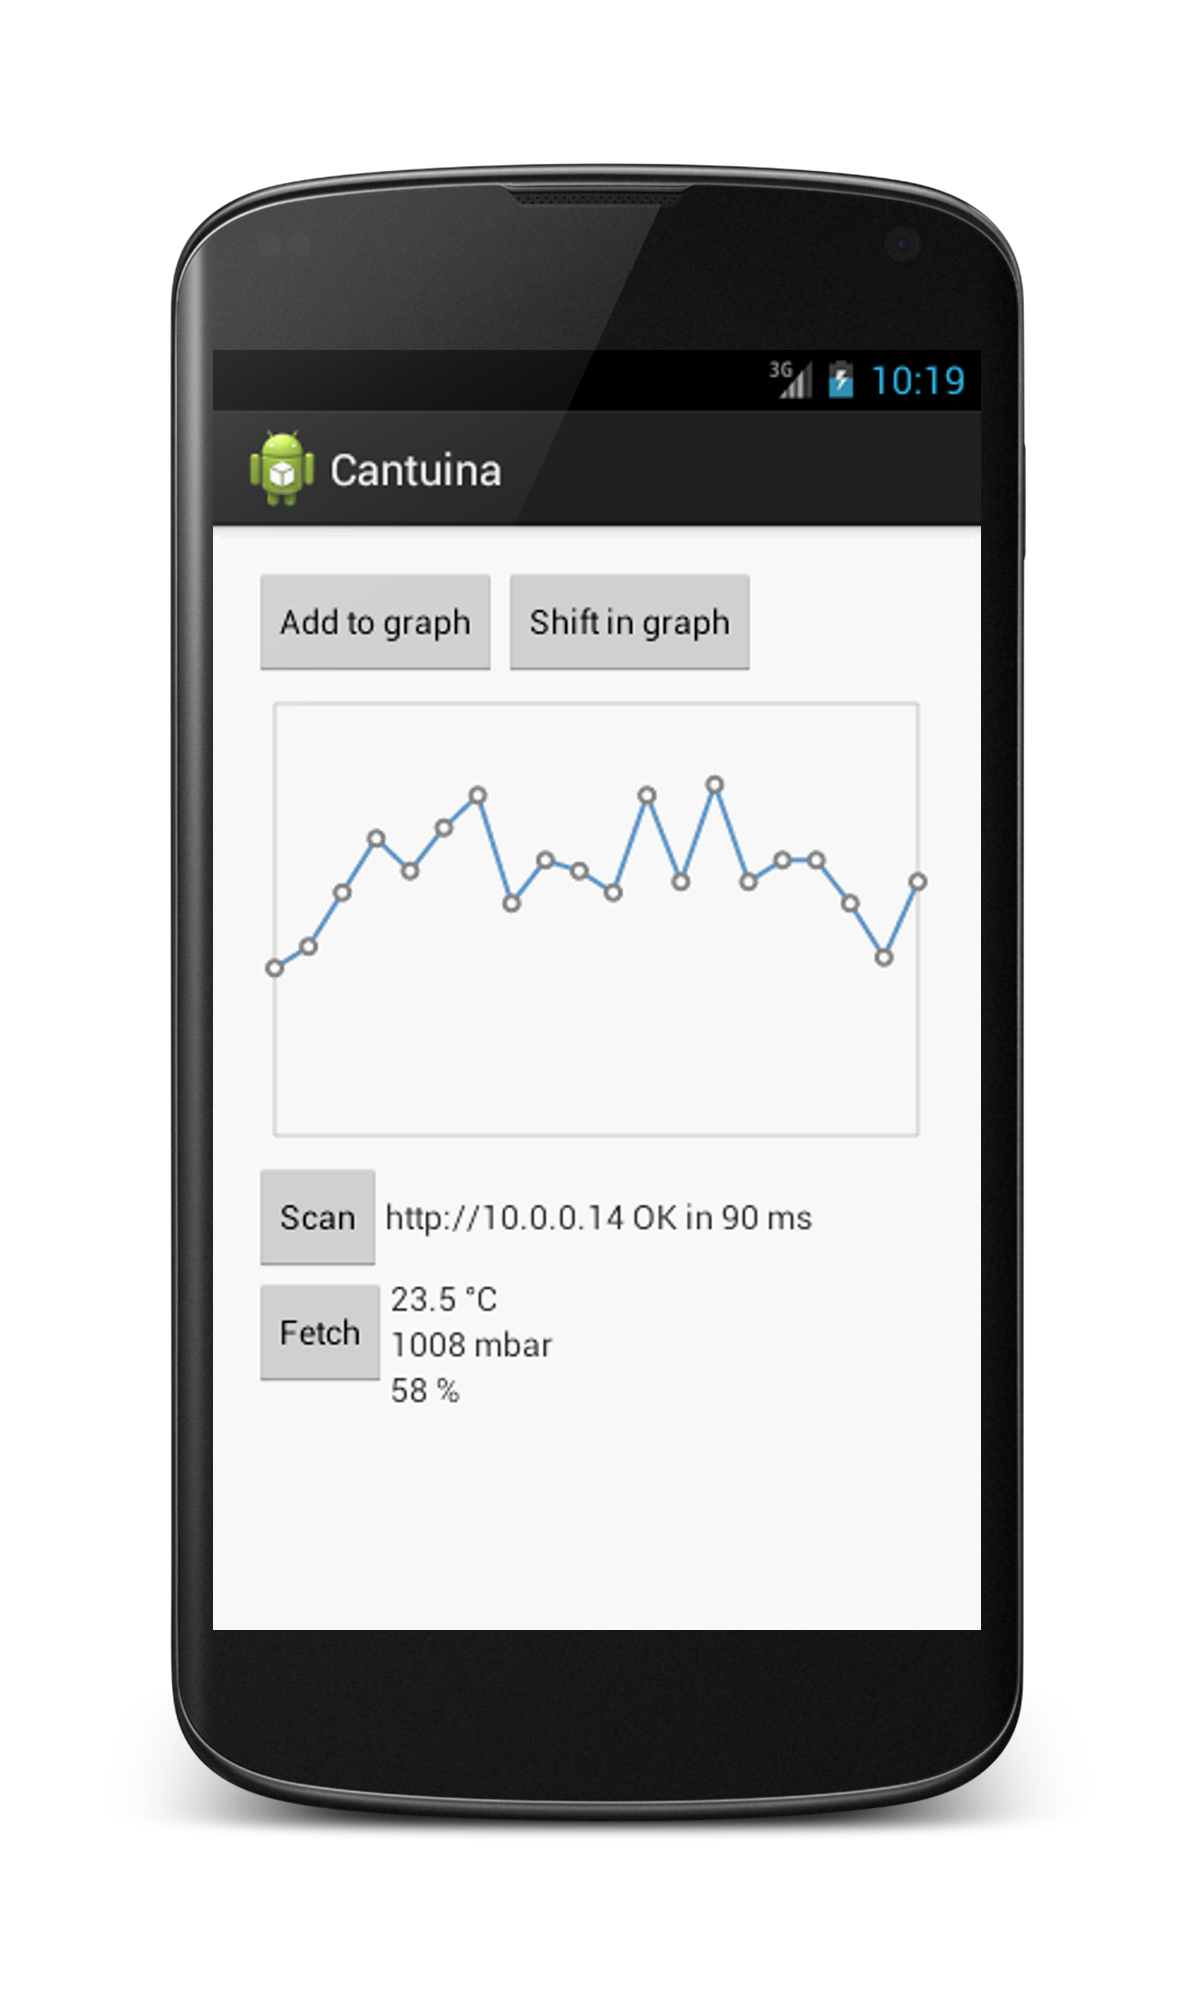 3G 10:19
Cantuina
Add to graph Shift in graph
Scan http://10.0.0.14 OK in 90 ms
23.5 °C
Fetch 1008 mbar
58 %